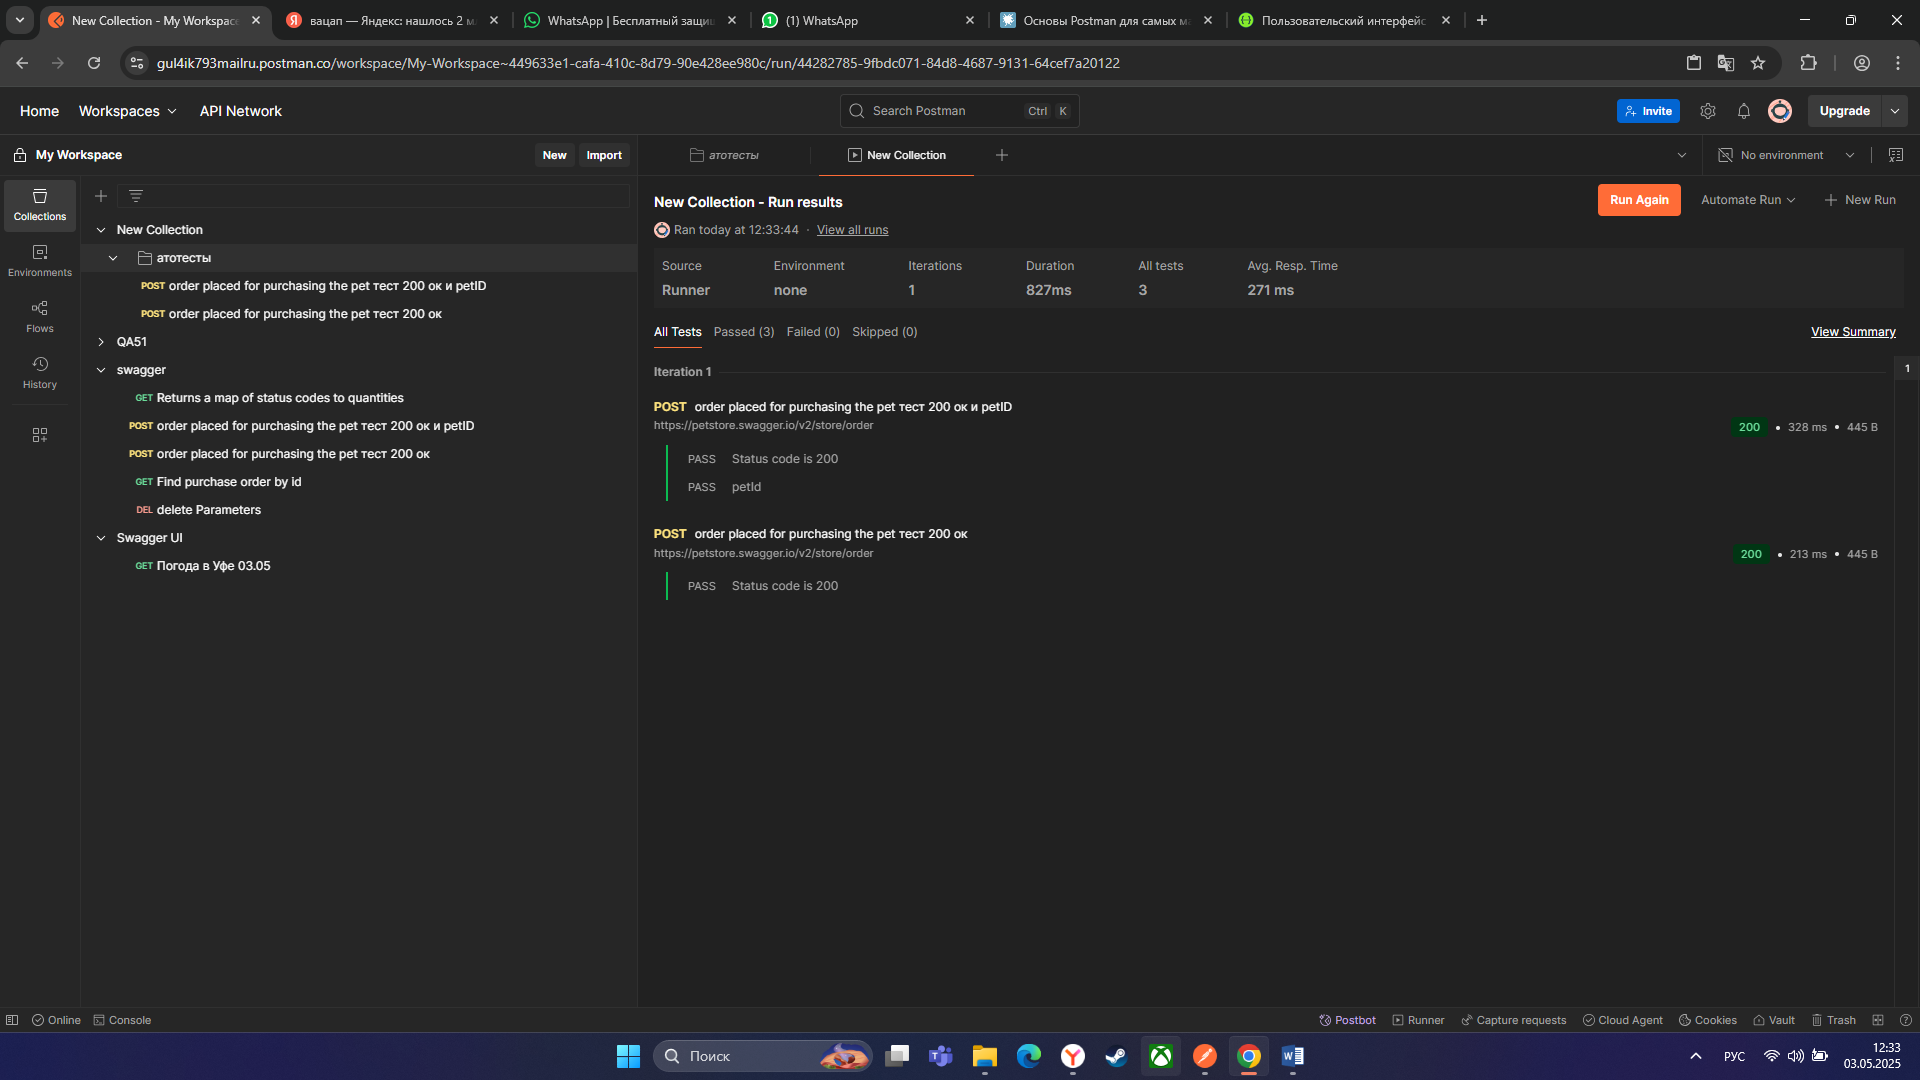 New Collection - My Workspace
вацап — Яндекс: нашлось 2 м
WhatsApp | Бесплатный защи
(1) WhatsApp
Основы Postman для самых м
Пользовательский интерфейс
gul4ik793mailru.postman.co/workspace/My-Workspace~449633e1-cafa-410c-8d79-90e428ee980c/run/44282785-9fbdc071-84d8-4687-9131-64cef7a20122
Home
Workspaces
API Network
Search Postman
Ctrl
K
Invite
Upgrade
My Workspace
New
Import
атотесты
New Collection
No environment
Collections
Environments
Flows
History
New Collection
атотесты
POST order placed for purchasing the pet тест 200 ок и petID
POST order placed for purchasing the pet тест 200 ок
QA51
swagger
GET Returns a map of status codes to quantities
POST order placed for purchasing the pet тест 200 ок и petID
POST order placed for purchasing the pet тест 200 ок
GET Find purchase order by id
DEL delete Parameters
Swagger UI
GET Погода в Уфе 03.05
New Collection - Run results
Run Again
Automate Run
New Run
Ran today at 12:33:44 · View all runs
Source
Environment
Iterations
Duration
All tests
Avg. Resp. Time
Runner
none
1
827ms
3
271 ms
All Tests
Passed (3)
Failed (0)
Skipped (0)
View Summary
Iteration 1
1
POST order placed for purchasing the pet тест 200 ок и petID
https://petstore.swagger.io/v2/store/order
200 • 328 ms • 445 B
PASS Status code is 200
PASS petId
POST order placed for purchasing the pet тест 200 ок
https://petstore.swagger.io/v2/store/order
200 • 213 ms • 445 B
PASS Status code is 200
Online
Console
Postbot
Runner
Capture requests
Cloud Agent
Cookies
Vault
Trash
Поиск
РУС
12:33
03.05.2025